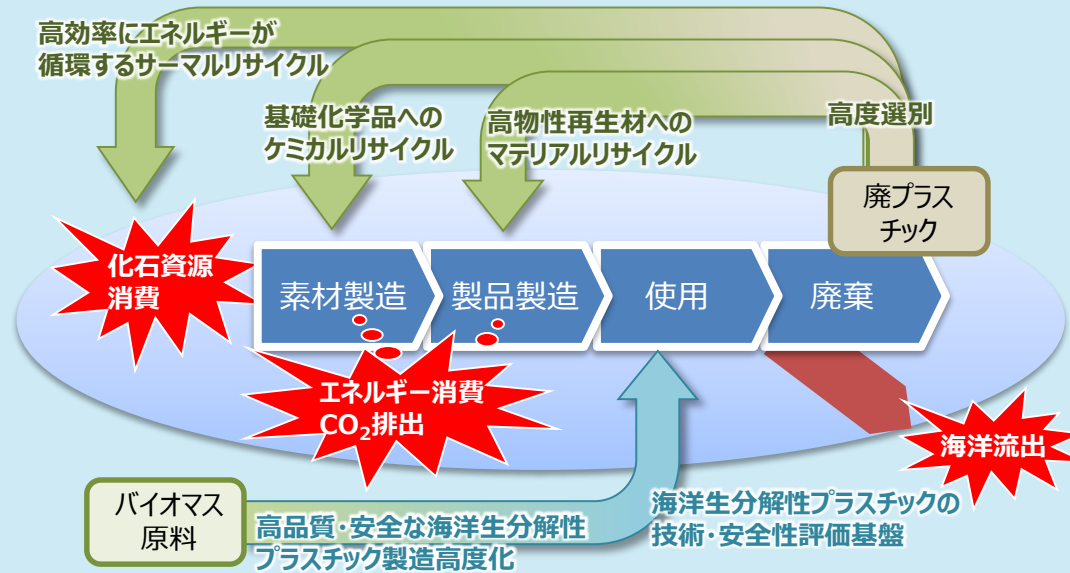 高効率にエネルギーが
循環するサーマルリサイクル
基礎化学品への
ケミカルリサイクル
高物性再生材への
マテリアルリサイクル
高度選別
廃プラス
チック
化石資源
消費
素材製造
製品製造
使用
廃棄
エネルギー消費
CO₂排出
海洋流出
バイオマス
原料
高品質・安全な海洋生分解性
プラスチック製造高度化
海洋生分解性プラスチックの
技術・安全性評価基盤